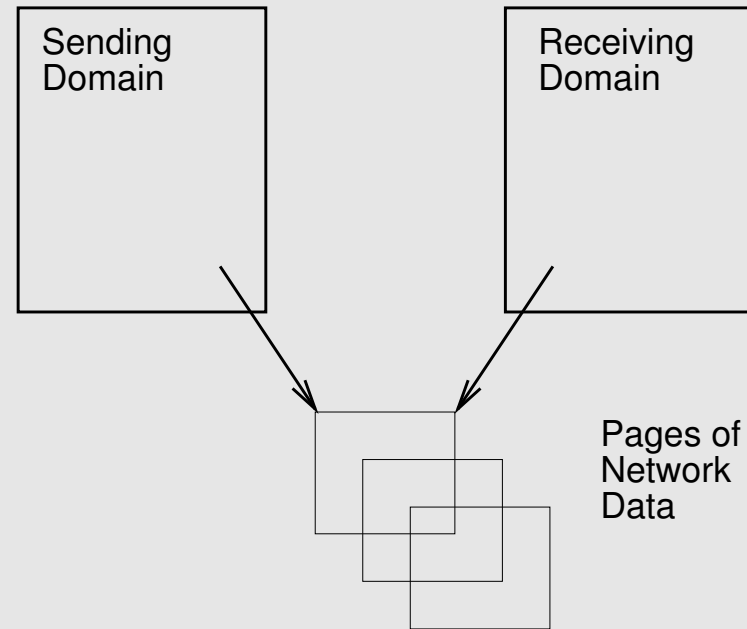 Sending
Domain
Receiving
Domain
Pages of
Network
Data